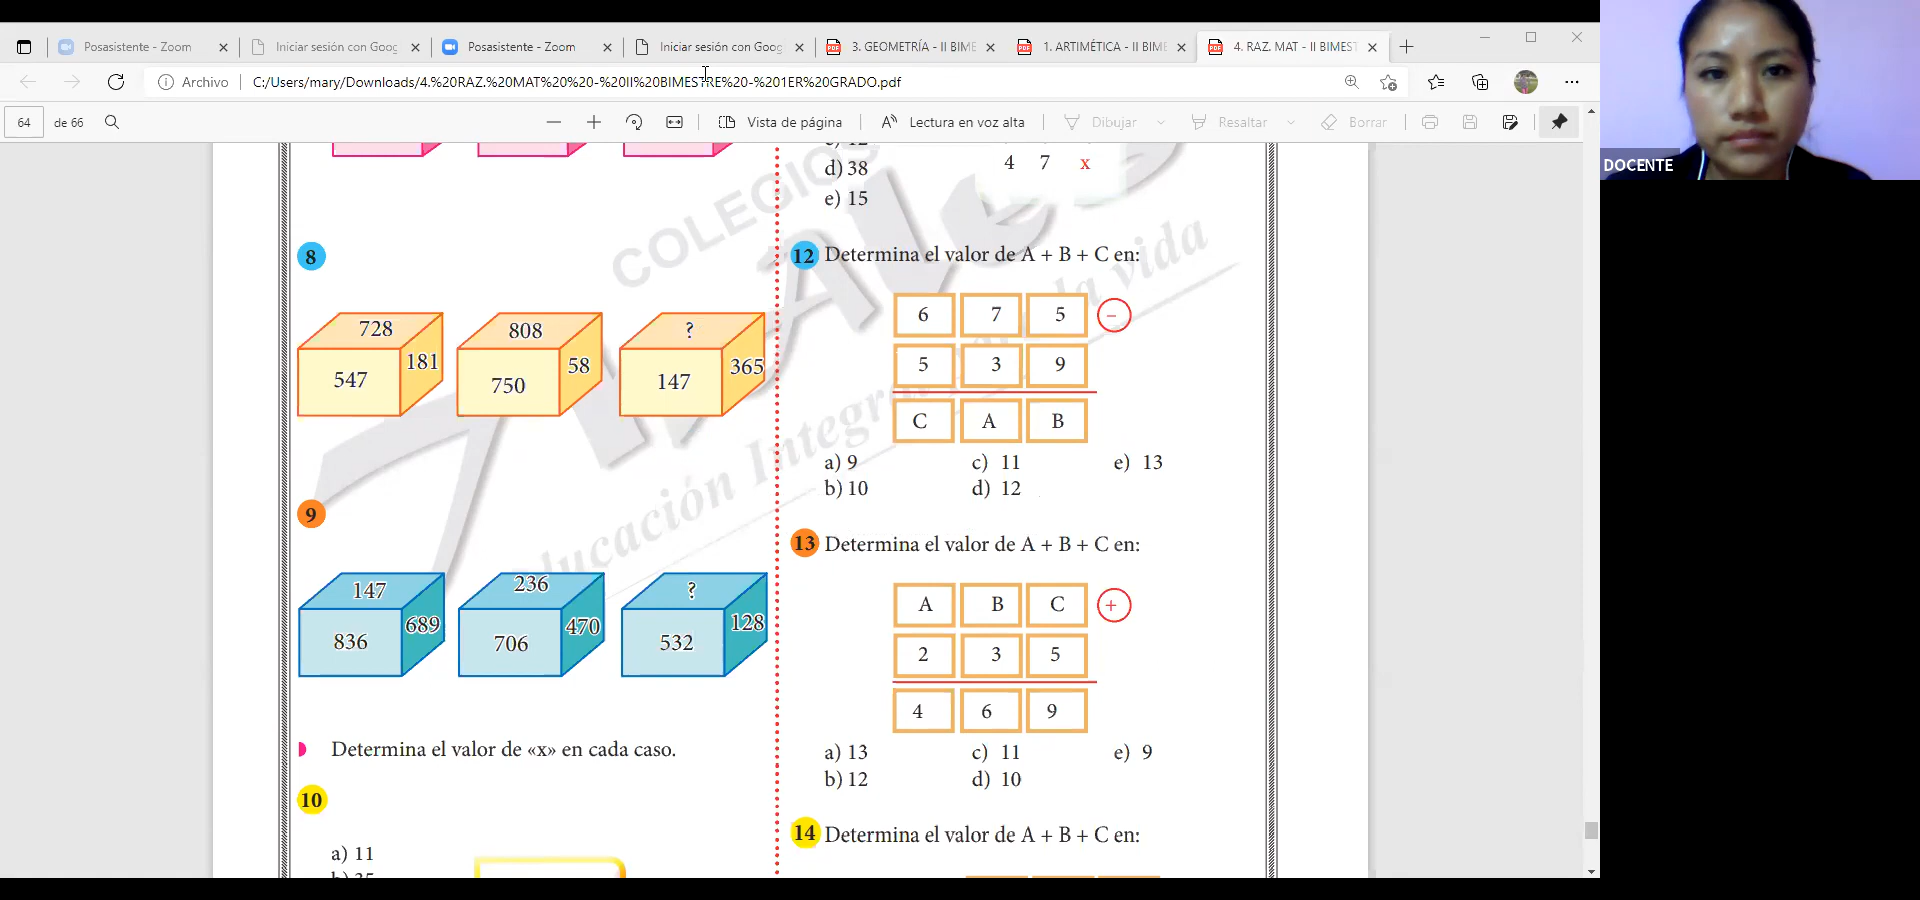 Posasistente - Zoom
Iniciar sesión con Goog
Posasistente - Zoom
Iniciar sesión con Goog
3. GEOMETRÍA - II BIME
1. ARTIMÉTICA - II BIME
4. RAZ. MAT - II BIMEST
Archivo
C:/Users/mary/Downloads/4.%20RAZ.%20MAT%20%20-%20II%20BIMESTRE%20-%201ER%20GRADO.pdf
64 de 66
Vista de página
Lectura en voz alta
Dibujar
Resaltar
Borrar
DOCENTE
COLEGIOS
Educación Integral
la vida
8
728 547 181
808 750 58
? 147 365
9
147 836 689
236 706 470
? 532 128
Determina el valor de «x» en cada caso.
10
a) 11
d) 38
e) 15
4 7 x
12 Determina el valor de A + B + C en:
6 7 5 −
5 3 9
C A B
a) 9 c) 11 e) 13
b) 10 d) 12
13 Determina el valor de A + B + C en:
A B C +
2 3 5
4 6 9
a) 13 c) 11 e) 9
b) 12 d) 10
14 Determina el valor de A + B + C en: